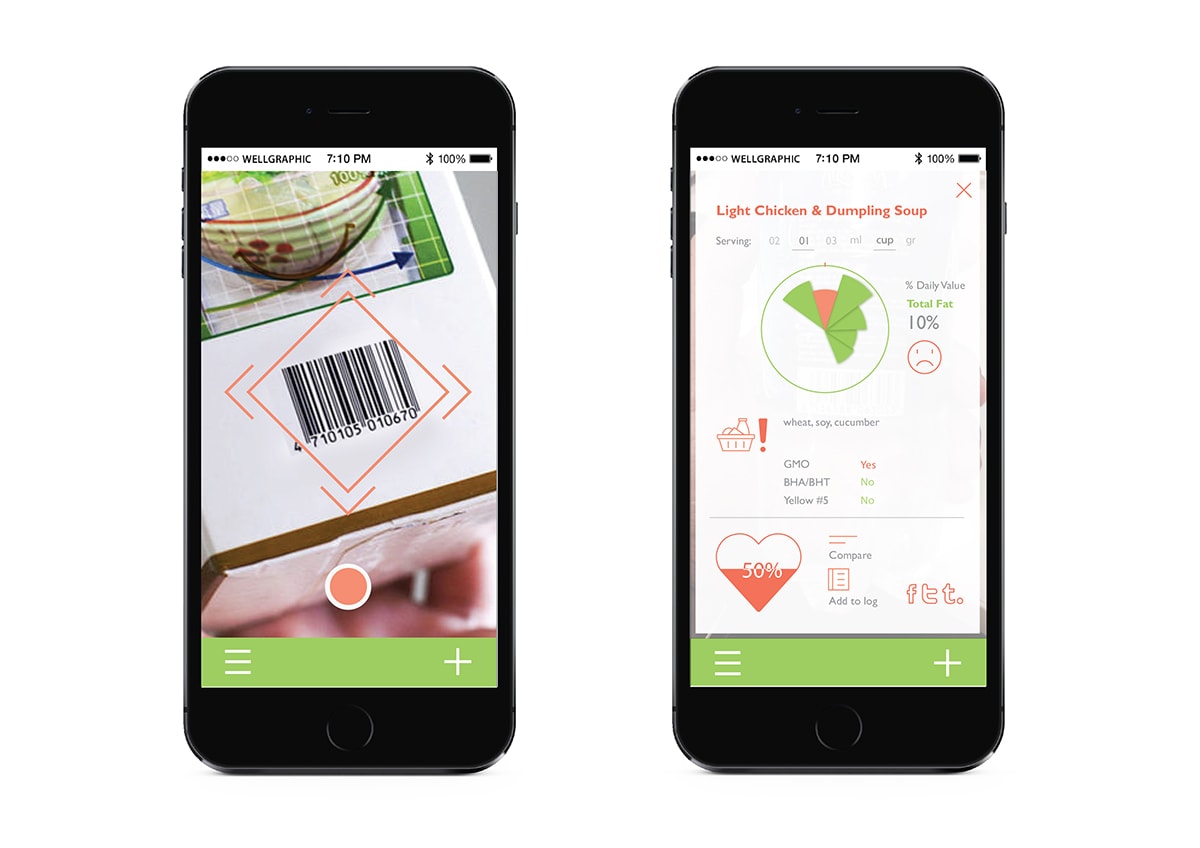 WELLGRAPHIC 7:10 PM 100%
100%
4 710105 010670
WELLGRAPHIC 7:10 PM 100%
Light Chicken & Dumpling Soup
Serving: 02 01 03 ml cup gr
% Daily Value
Total Fat
10%
wheat, soy, cucumber
GMO Yes
BHA/BHT No
Yellow #5 No
50%
Compare
Add to log
f t t.